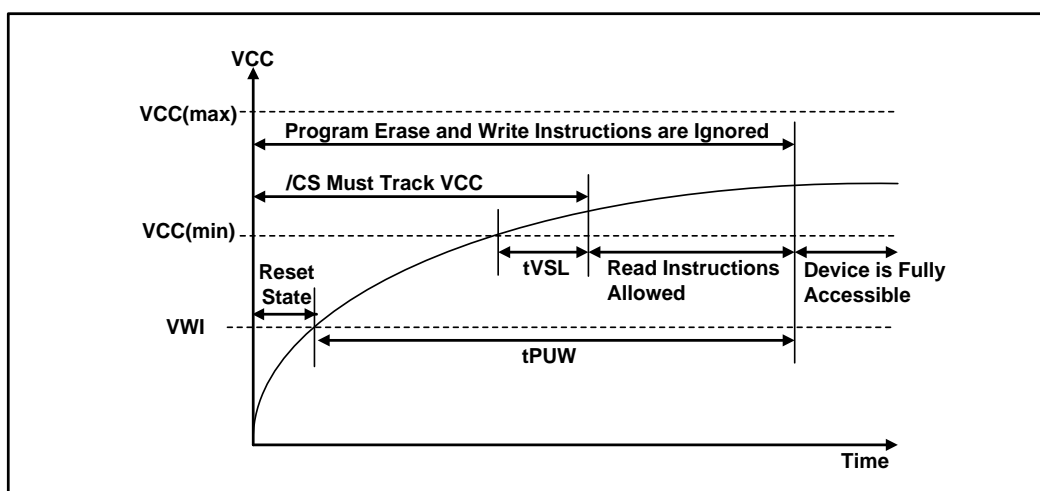 VCC
VCC(max)
Program Erase and Write Instructions are Ignored
/CS Must Track VCC
VCC(min)
Reset
State
tVSL
Read Instructions
Allowed
Device is Fully
Accessible
VWI
tPUW
Time